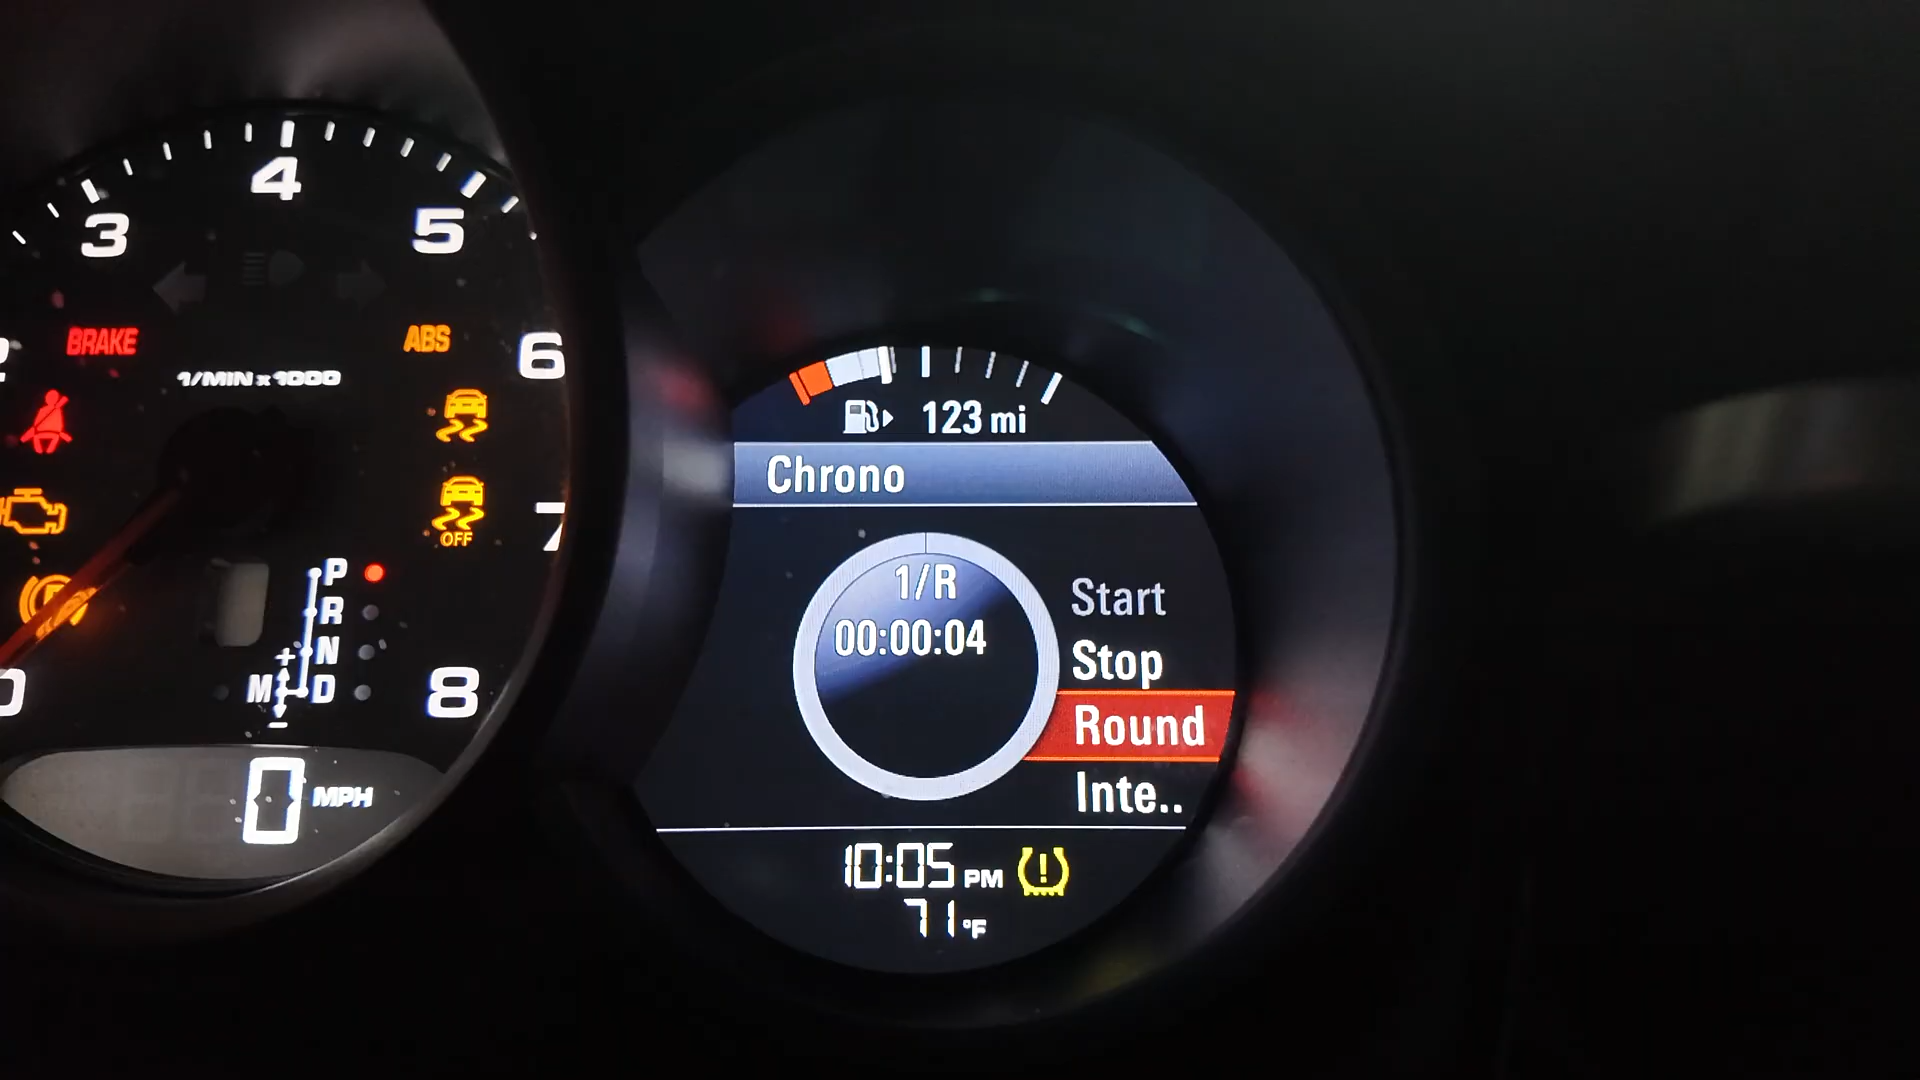 3
4
5
6
7
8
0
BRAKE
ABS
1/MIN x 1000
OFF
P
R
N
D
+
M
-
0 MPH
123 mi
Chrono
1/R
00:00:04
Start
Stop
Round
Inte..
10:05 PM
71°F